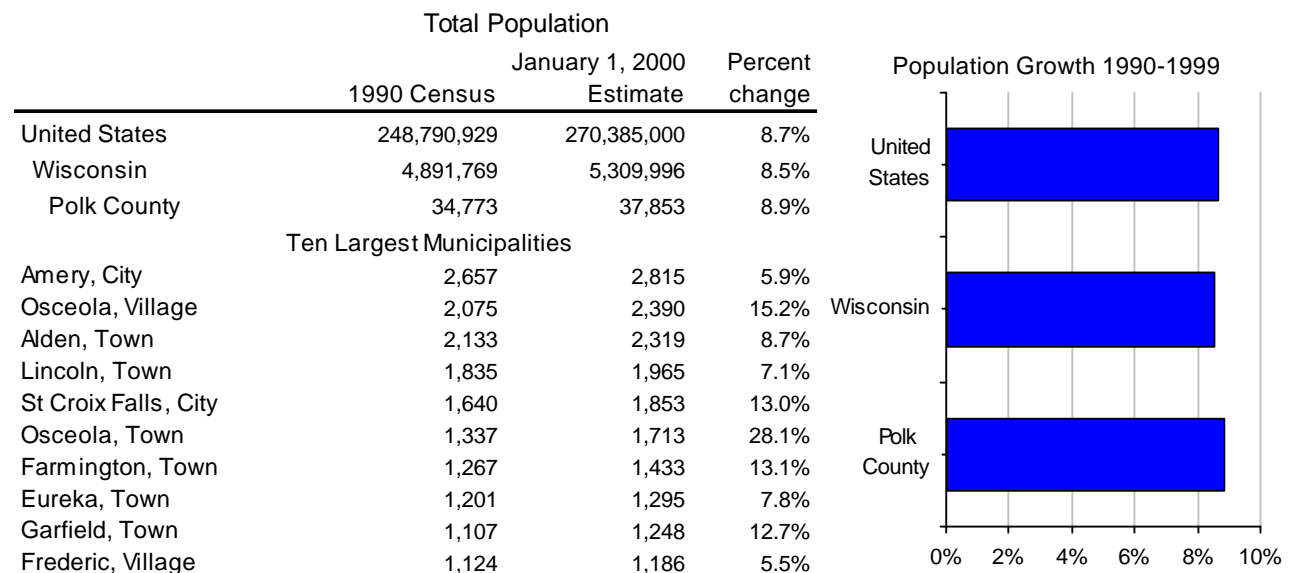 Total Population
January 1, 2000 Percent
1990 Census Estimate change
United States 248,790,929 270,385,000 8.7%
Wisconsin 4,891,769 5,309,996 8.5%
Polk County 34,773 37,853 8.9%
Ten Largest Municipalities
Amery, City 2,657 2,815 5.9%
Osceola, Village 2,075 2,390 15.2%
Alden, Town 2,133 2,319 8.7%
Lincoln, Town 1,835 1,965 7.1%
St Croix Falls, City 1,640 1,853 13.0%
Osceola, Town 1,337 1,713 28.1%
Farmington, Town 1,267 1,433 13.1%
Eureka, Town 1,201 1,295 7.8%
Garfield, Town 1,107 1,248 12.7%
Frederic, Village 1,124 1,186 5.5%
Population Growth 1990-1999
United
States
Wisconsin
Polk
County
0% 2% 4% 6% 8% 10%